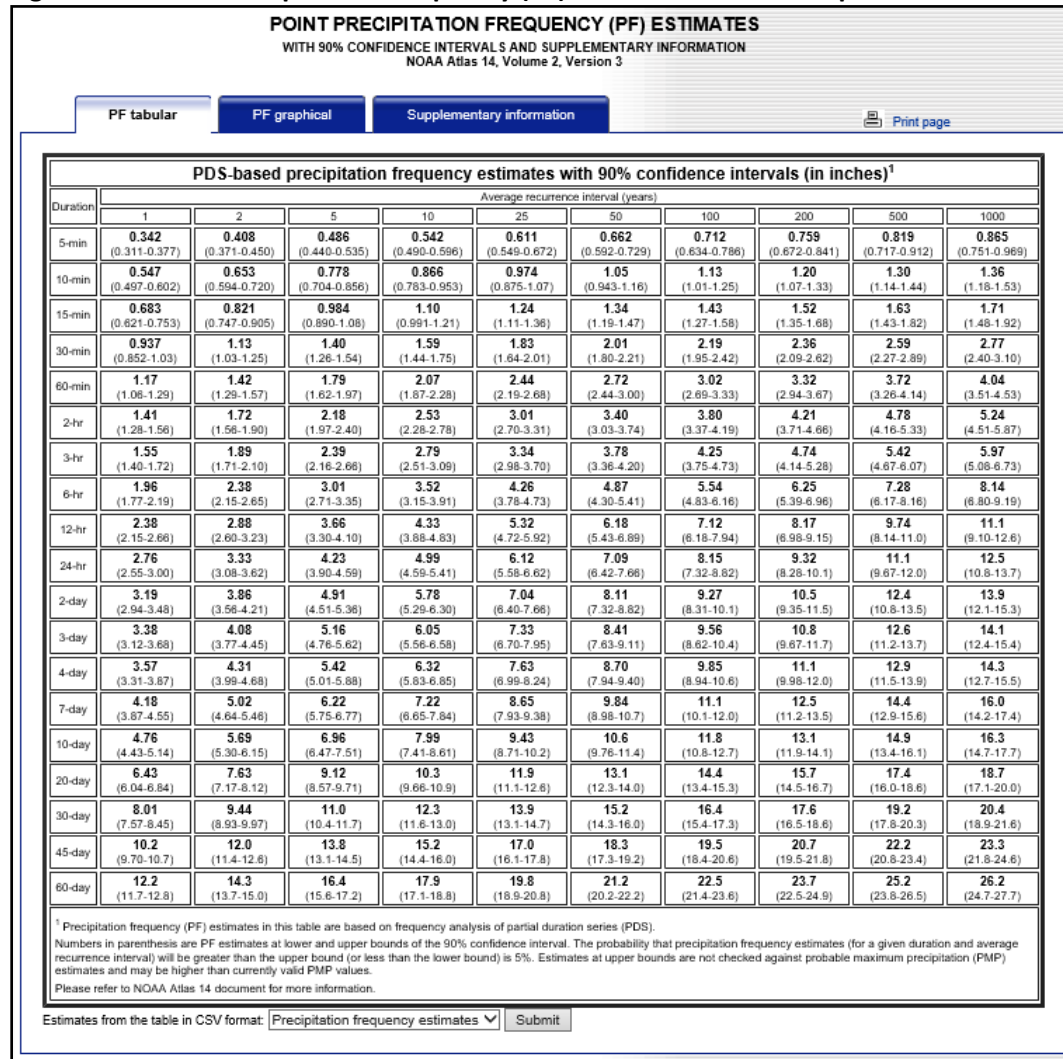 POINT PRECIPITATION FREQUENCY (PF) ESTIMATES
WITH 90% CONFIDENCE INTERVALS AND SUPPLEMENTARY INFORMATION
NOAA Atlas 14, Volume 2, Version 3
PF tabular PF graphical Supplementary information Print page
PDS-based precipitation frequency estimates with 90% confidence intervals (in inches)1
Duration Average recurrence interval (years)
1 2 5 10 25 50 100 200 500 1000
5-min 0.342 0.408 0.486 0.542 0.611 0.662 0.712 0.759 0.819 0.865
(0.311-0.377) (0.371-0.450) (0.440-0.535) (0.490-0.596) (0.549-0.672) (0.592-0.729) (0.634-0.786) (0.672-0.841) (0.717-0.912) (0.751-0.969)
10-min 0.547 0.653 0.778 0.866 0.974 1.05 1.13 1.20 1.30 1.36
(0.497-0.602) (0.594-0.720) (0.704-0.856) (0.783-0.953) (0.875-1.07) (0.943-1.16) (1.01-1.25) (1.07-1.33) (1.14-1.44) (1.18-1.53)
15-min 0.683 0.821 0.984 1.10 1.24 1.34 1.43 1.52 1.63 1.71
(0.621-0.753) (0.747-0.905) (0.890-1.08) (0.991-1.21) (1.11-1.36) (1.19-1.47) (1.27-1.58) (1.35-1.68) (1.43-1.82) (1.48-1.92)
30-min 0.937 1.13 1.40 1.59 1.83 2.01 2.19 2.36 2.59 2.77
(0.852-1.03) (1.03-1.25) (1.26-1.54) (1.44-1.75) (1.64-2.01) (1.80-2.21) (1.95-2.42) (2.09-2.62) (2.27-2.89) (2.40-3.10)
60-min 1.17 1.42 1.79 2.07 2.44 2.72 3.02 3.32 3.72 4.04
(1.06-1.29) (1.29-1.57) (1.62-1.97) (1.87-2.28) (2.19-2.68) (2.44-3.00) (2.69-3.33) (2.94-3.67) (3.26-4.14) (3.51-4.53)
2-hr 1.41 1.72 2.18 2.53 3.01 3.40 3.80 4.21 4.78 5.24
(1.28-1.56) (1.56-1.90) (1.97-2.40) (2.28-2.78) (2.70-3.31) (3.03-3.74) (3.37-4.19) (3.71-4.66) (4.16-5.33) (4.51-5.87)
3-hr 1.55 1.89 2.39 2.79 3.34 3.78 4.25 4.74 5.42 5.97
(1.40-1.72) (1.71-2.10) (2.16-2.66) (2.51-3.09) (2.98-3.70) (3.36-4.20) (3.75-4.73) (4.14-5.28) (4.67-6.07) (5.08-6.73)
6-hr 1.96 2.38 3.01 3.52 4.26 4.87 5.54 6.25 7.28 8.14
(1.77-2.19) (2.15-2.65) (2.71-3.35) (3.15-3.91) (3.78-4.73) (4.30-5.41) (4.83-6.16) (5.39-6.96) (6.17-8.16) (6.80-9.19)
12-hr 2.38 2.88 3.66 4.33 5.32 6.18 7.12 8.17 9.74 11.1
(2.15-2.66) (2.60-3.23) (3.30-4.10) (3.88-4.83) (4.72-5.92) (5.43-6.89) (6.18-7.94) (6.98-9.15) (8.14-11.0) (9.10-12.6)
24-hr 2.76 3.33 4.23 4.99 6.12 7.09 8.15 9.32 11.1 12.5
(2.55-3.00) (3.08-3.62) (3.90-4.59) (4.59-5.41) (5.58-6.62) (6.42-7.66) (7.32-8.82) (8.28-10.1) (9.67-12.0) (10.8-13.7)
2-day 3.19 3.86 4.91 5.78 7.04 8.11 9.27 10.5 12.4 13.9
(2.94-3.48) (3.56-4.21) (4.51-5.36) (5.29-6.30) (6.40-7.66) (7.32-8.82) (8.31-10.1) (9.35-11.5) (10.8-13.5) (12.1-15.3)
3-day 3.38 4.08 5.16 6.05 7.33 8.41 9.56 10.8 12.6 14.1
(3.12-3.68) (3.77-4.45) (4.76-5.62) (5.56-6.58) (6.70-7.95) (7.63-9.11) (8.62-10.4) (9.67-11.7) (11.2-13.7) (12.4-15.4)
4-day 3.57 4.31 5.42 6.32 7.63 8.70 9.85 11.1 12.9 14.3
(3.31-3.87) (3.99-4.68) (5.01-5.88) (5.83-6.85) (6.99-8.24) (7.94-9.40) (8.94-10.6) (9.98-12.0) (11.5-13.9) (12.7-15.5)
7-day 4.18 5.02 6.22 7.22 8.65 9.84 11.1 12.5 14.4 16.0
(3.87-4.55) (4.64-5.46) (5.75-6.77) (6.65-7.84) (7.93-9.38) (8.98-10.7) (10.1-12.0) (11.2-13.5) (12.9-15.6) (14.2-17.4)
10-day 4.76 5.69 6.96 7.99 9.43 10.6 11.8 13.1 14.9 16.3
(4.43-5.14) (5.30-6.15) (6.47-7.51) (7.41-8.61) (8.71-10.2) (9.76-11.4) (10.8-12.7) (11.9-14.1) (13.4-16.1) (14.7-17.7)
20-day 6.43 7.63 9.12 10.3 11.9 13.1 14.4 15.7 17.4 18.7
(6.04-6.84) (7.17-8.12) (8.57-9.71) (9.66-10.9) (11.1-12.6) (12.3-14.0) (13.4-15.3) (14.5-16.7) (16.0-18.6) (17.1-20.0)
30-day 8.01 9.44 11.0 12.3 13.9 15.2 16.4 17.6 19.2 20.4
(7.57-8.45) (8.93-9.97) (10.4-11.7) (11.6-13.0) (13.1-14.7) (14.3-16.0) (15.4-17.3) (16.5-18.6) (17.8-20.3) (18.9-21.6)
45-day 10.2 12.0 13.8 15.2 17.0 18.3 19.5 20.7 22.2 23.3
(9.70-10.7) (11.4-12.6) (13.1-14.5) (14.4-16.0) (16.1-17.8) (17.3-19.2) (18.4-20.6) (19.5-21.8) (20.8-23.4) (21.8-24.6)
60-day 12.2 14.3 16.4 17.9 19.8 21.2 22.5 23.7 25.2 26.2
(11.7-12.8) (13.7-15.0) (15.6-17.2) (17.1-18.8) (18.9-20.8) (20.2-22.2) (21.4-23.6) (22.5-24.9) (23.8-26.5) (24.7-27.7)
1 Precipitation frequency (PF) estimates in this table are based on frequency analysis of partial duration series (PDS).
Numbers in parenthesis are PF estimates at lower and upper bounds of the 90% confidence interval. The probability that precipitation frequency estimates (for a given duration and average
recurrence interval) will be greater than the upper bound (or less than the lower bound) is 5%. Estimates at upper bounds are not checked against probable maximum precipitation (PMP)
estimates and may be higher than currently valid PMP values.
Please refer to NOAA Atlas 14 document for more information.
Estimates from the table in CSV format: Precipitation frequency estimates Submit